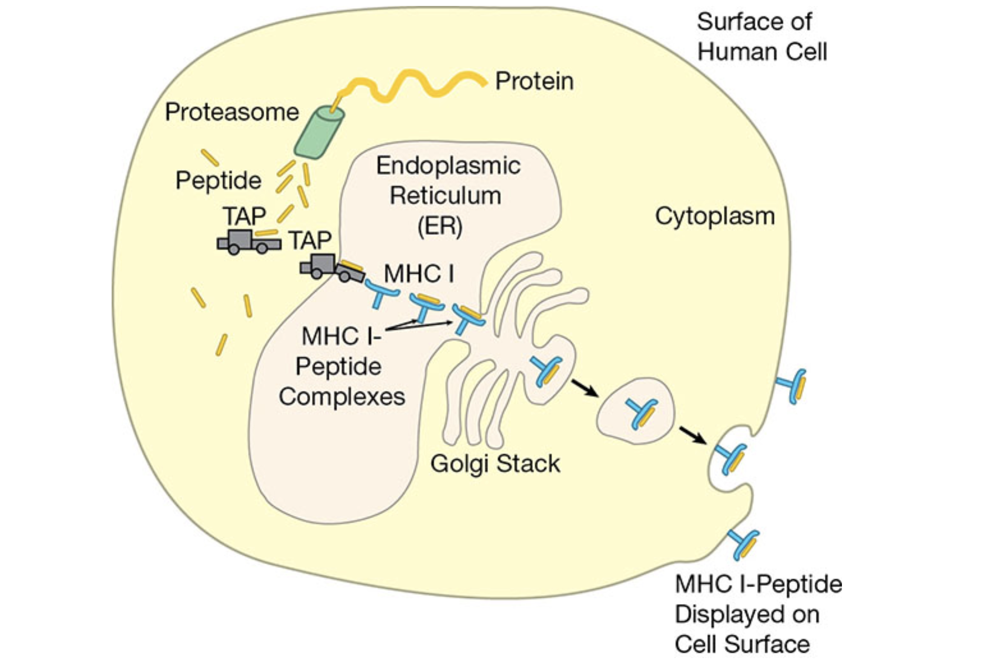 Surface of
Human Cell
Protein
Proteasome
Peptide
TAP
TAP
Endoplasmic
Reticulum
(ER)
Cytoplasm
MHC I
MHC I-
Peptide
Complexes
Golgi Stack
MHC I-Peptide
Displayed on
Cell Surface